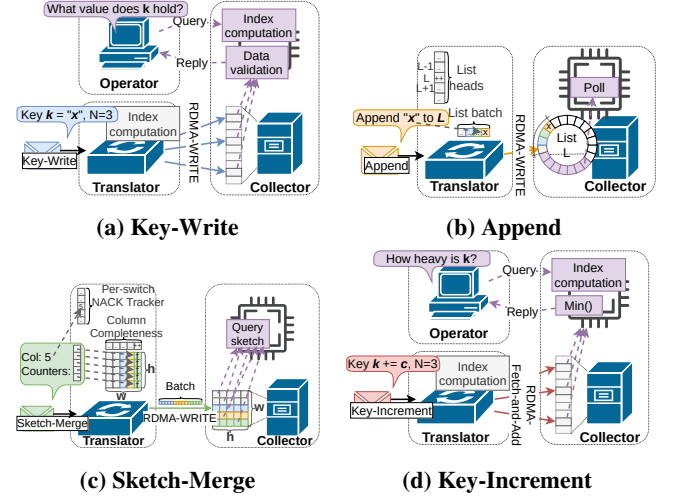 What value does k hold?
Query
Index
computation
Reply
Data
validation
Operator
Key k = "x", N=3
Index
computation
RDMA-WRITE
Key-Write
Translator
Collector
(a) Key-Write
L-1
L
L+1
++
List
heads
Poll
List batch
Append "x" to L
x
RDMA-WRITE
List
L
Append
Translator
Collector
(b) Append
Per-switch
NACK Tracker
Column
Completeness
Col: 5
Counters:
h
w
Query
sketch
Batch
RDMA-WRITE
w
h
Sketch-Merge
Translator
Collector
(c) Sketch-Merge
How heavy is k?
Query
Index
computation
Reply
Min()
Operator
Key k += c, N=3
Index
computation
RDMA-
Fetch-and-Add
Key-Increment
Translator
Collector
(d) Key-Increment